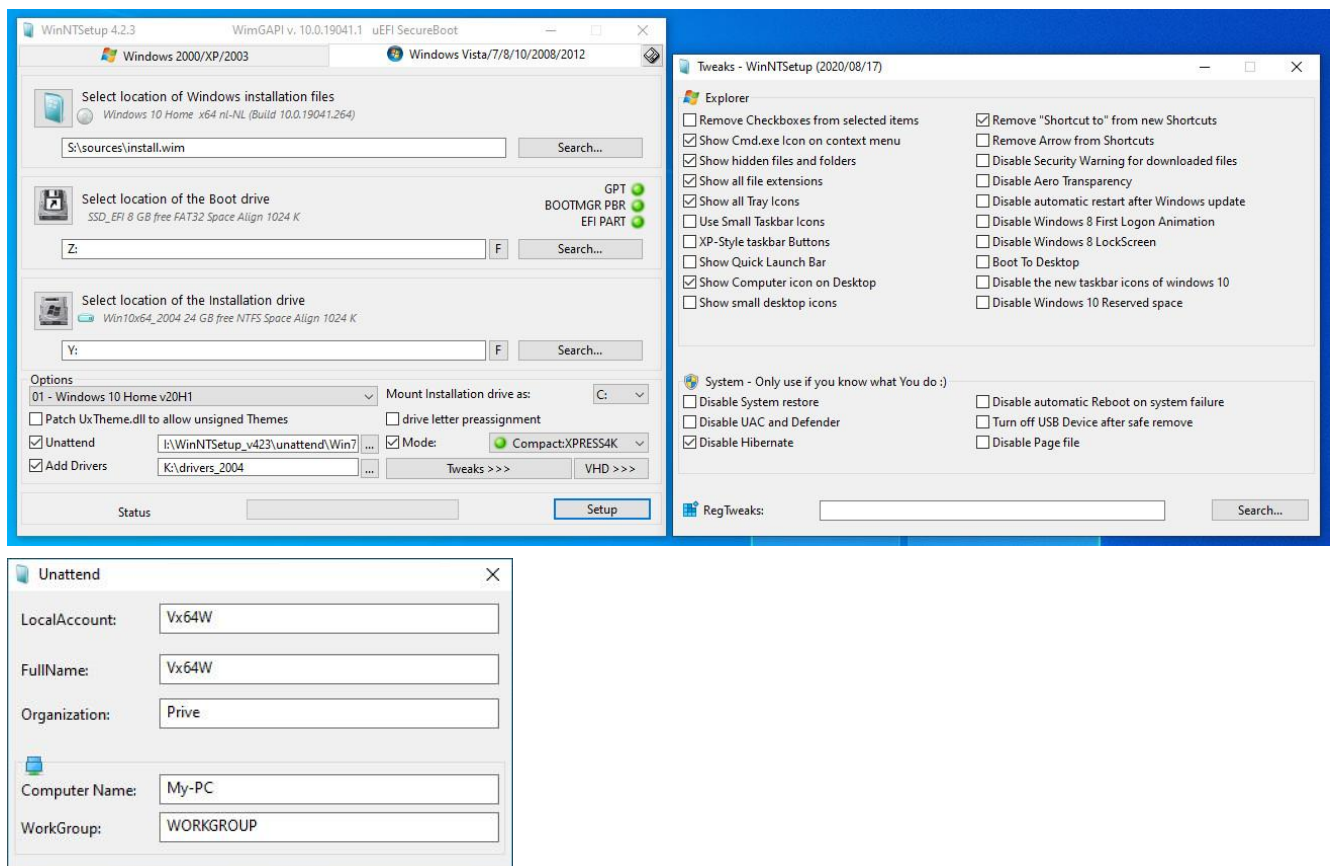 WinNTSetup 4.2.3 WimGAPI v. 10.0.19041.1 uEFI SecureBoot
Windows 2000/XP/2003 Windows Vista/7/8/10/2008/2012
Select location of Windows installation files
Windows 10 Home x64 nl-NL (Build 10.0.19041.264)
S:\sources\install.wim Search...
Select location of the Boot drive
SSD_EFI 8 GB free FAT32 Space Align 1024 K
GPT
BOOTMGR PBR
EFI PART
Z: F Search...
Select location of the Installation drive
Win10x64_2004 24 GB free NTFS Space Align 1024 K
Y: F Search...
Options
01 - Windows 10 Home v20H1 Mount Installation drive as: C:
Patch UxTheme.dll to allow unsigned Themes drive letter preassignment
Unattend I:\WinNTSetup_v423\unattend\Win7 ... Mode: Compact:XPRESS4K
Add Drivers K:\drivers_2004 ... Tweaks >>> VHD >>>
Status Setup
Tweaks - WinNTSetup (2020/08/17)
Explorer
Remove Checkboxes from selected items
Show Cmd.exe Icon on context menu
Show hidden files and folders
Show all file extensions
Show all Tray Icons
Use Small Taskbar Icons
XP-Style taskbar Buttons
Show Quick Launch Bar
Show Computer icon on Desktop
Show small desktop icons
Remove "Shortcut to" from new Shortcuts
Remove Arrow from Shortcuts
Disable Security Warning for downloaded files
Disable Aero Transparency
Disable automatic restart after Windows update
Disable Windows 8 First Logon Animation
Disable Windows 8 LockScreen
Boot To Desktop
Disable the new taskbar icons of windows 10
Disable Windows 10 Reserved space
System - Only use if you know what You do :)
Disable System restore
Disable UAC and Defender
Disable Hibernate
Disable automatic Reboot on system failure
Turn off USB Device after safe remove
Disable Page file
RegTweaks: Search...
Unattend
LocalAccount: Vx64W
FullName: Vx64W
Organization: Prive
Computer Name: My-PC
WorkGroup: WORKGROUP